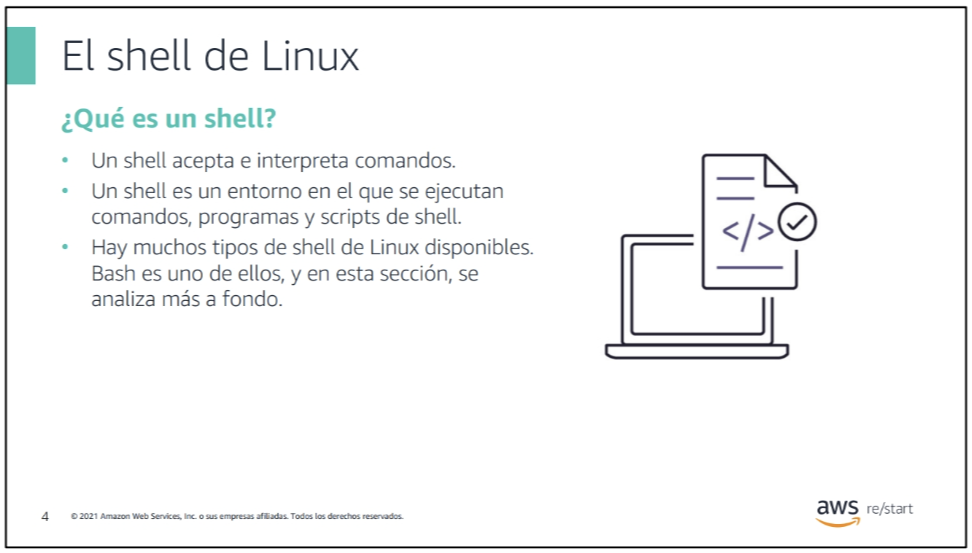 El shell de Linux
¿Qué es un shell?
• Un shell acepta e interpreta comandos.
• Un shell es un entorno en el que se ejecutan
comandos, programas y scripts de shell.
• Hay muchos tipos de shell de Linux disponibles.
Bash es uno de ellos, y en esta sección, se
analiza más a fondo.
</>
4 © 2021 Amazon Web Services, Inc. o sus empresas afiliadas. Todos los derechos reservados.
aws re/start